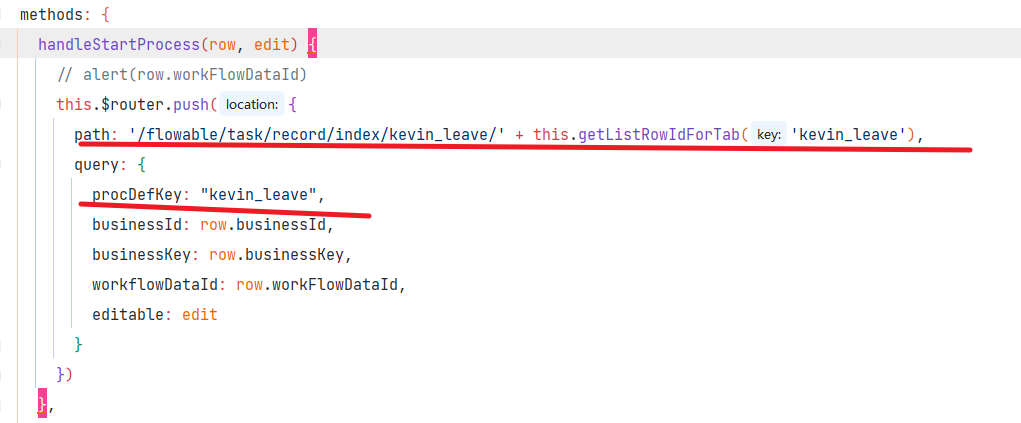 methods: {
handleStartProcess(row, edit) {
// alert(row.workFlowDataId)
this.$router.push( location: {
path: '/flowable/task/record/index/kevin_leave/' + this.getListRowIdForTab( key: 'kevin_leave'),
query: {
procDefKey: "kevin_leave",
businessId: row.businessId,
businessKey: row.businessKey,
workflowDataId: row.workFlowDataId,
editable: edit
}
})
},